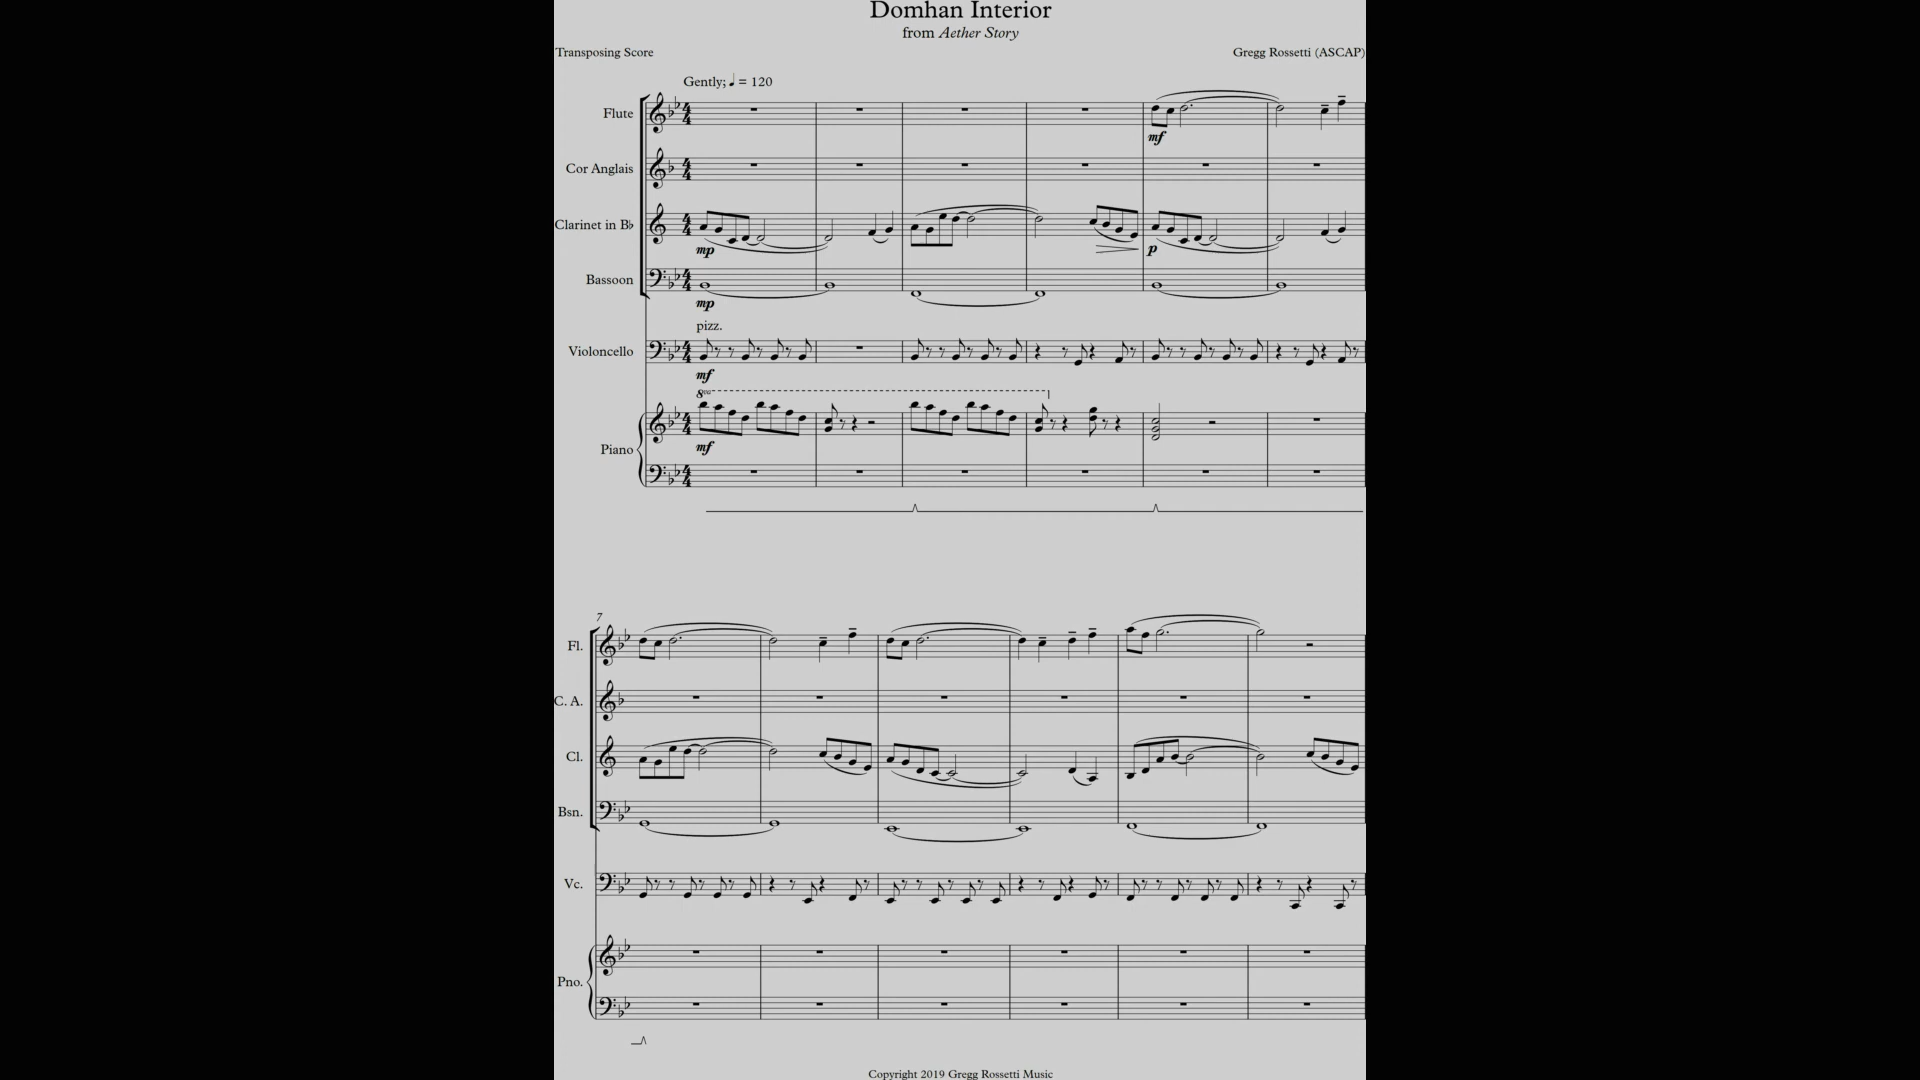 Domhan Interior
from Aether Story
Transposing Score
Gregg Rossetti (ASCAP)
Gently; ♩ = 120
Flute
mf
Cor Anglais
Clarinet in B♭
mp
p
Bassoon
mp
pizz.
Violoncello
mf
8va
Piano
mf
7
Fl.
C. A.
Cl.
Bsn.
Vc.
Pno.
Copyright 2019 Gregg Rossetti Music